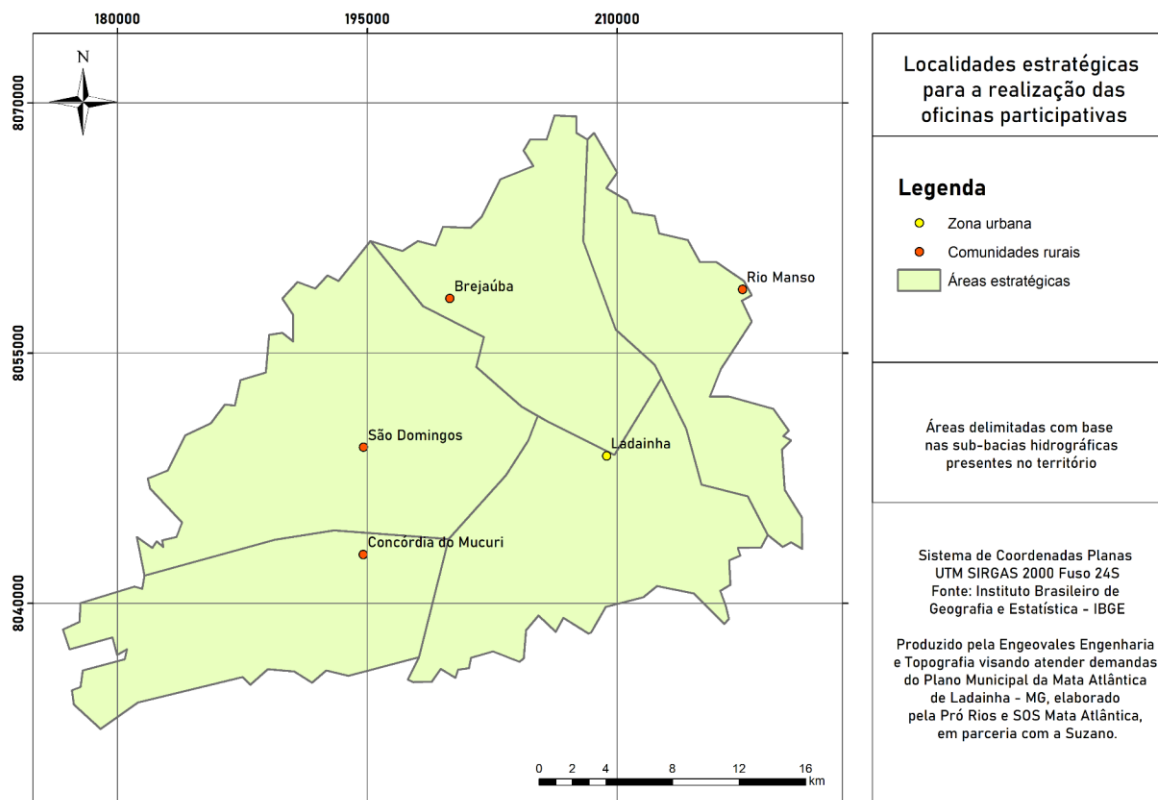 180000
195000
210000
8070000
8055000
8040000
N
Brejaúba
Rio Manso
São Domingos
Ladainha
Concórdia do Mucuri
0 2 4 8 12 16
km
Localidades estratégicas
para a realização das
oficinas participativas
Legenda
Zona urbana
Comunidades rurais
Áreas estratégicas
Áreas delimitadas com base
nas sub-bacias hidrográficas
presentes no território
Sistema de Coordenadas Planas
UTM SIRGAS 2000 Fuso 24S
Fonte: Instituto Brasileiro de
Geografia e Estatística - IBGE
Produzido pela Engeovales Engenharia
e Topografia visando atender demandas
do Plano Municipal da Mata Atlântica
de Ladainha - MG, elaborado
pela Pró Rios e SOS Mata Atlântica,
em parceria com a Suzano.